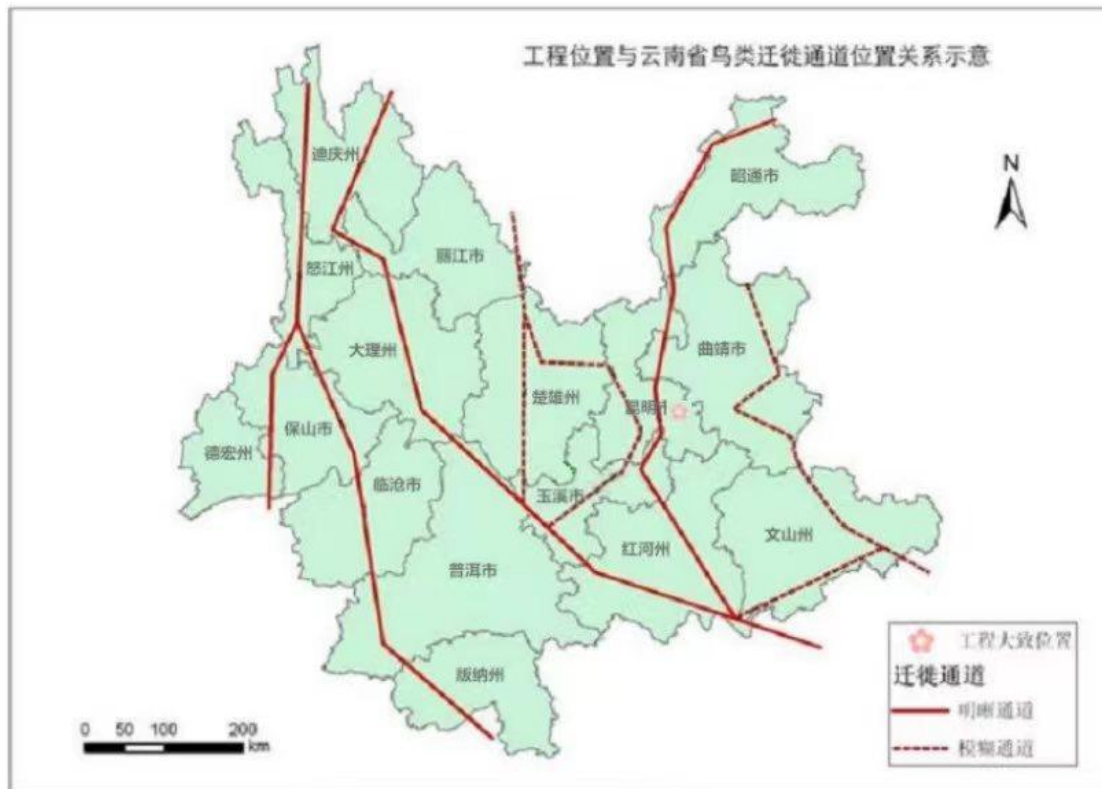 工程位置与云南省鸟类迁徙通道位置关系示意
N
迪庆州
昭通市
丽江市
怒江州
大理州
曲靖市
楚雄州
昆明
保山市
德宏州
临沧市
玉溪市
红河州
文山州
普洱市
版纳州
工程大致位置
迁徙通道
明晰通道
模糊通道
0 50 100 200
km